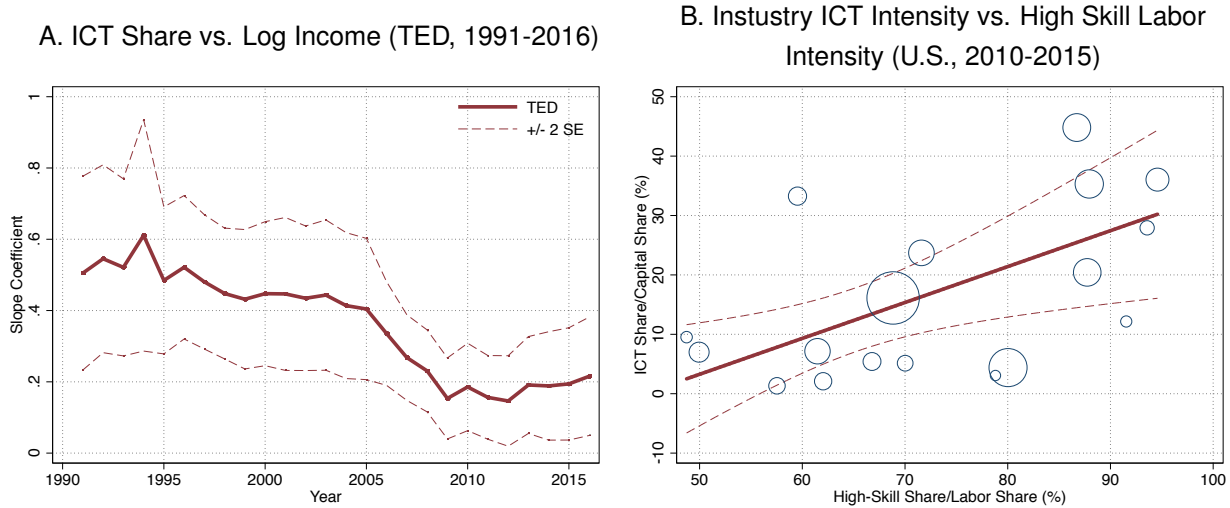 A. ICT Share vs. Log Income (TED, 1991-2016)
1
.8
.6
.4
.2
0
Slope Coefficient
1990
1995
2000
2005
2010
2015
Year
TED
+/- 2 SE
B. Instustry ICT Intensity vs. High Skill Labor
Intensity (U.S., 2010-2015)
50
40
30
20
10
0
-10
ICT Share/Capital Share (%)
50
60
70
80
90
100
High-Skill Share/Labor Share (%)